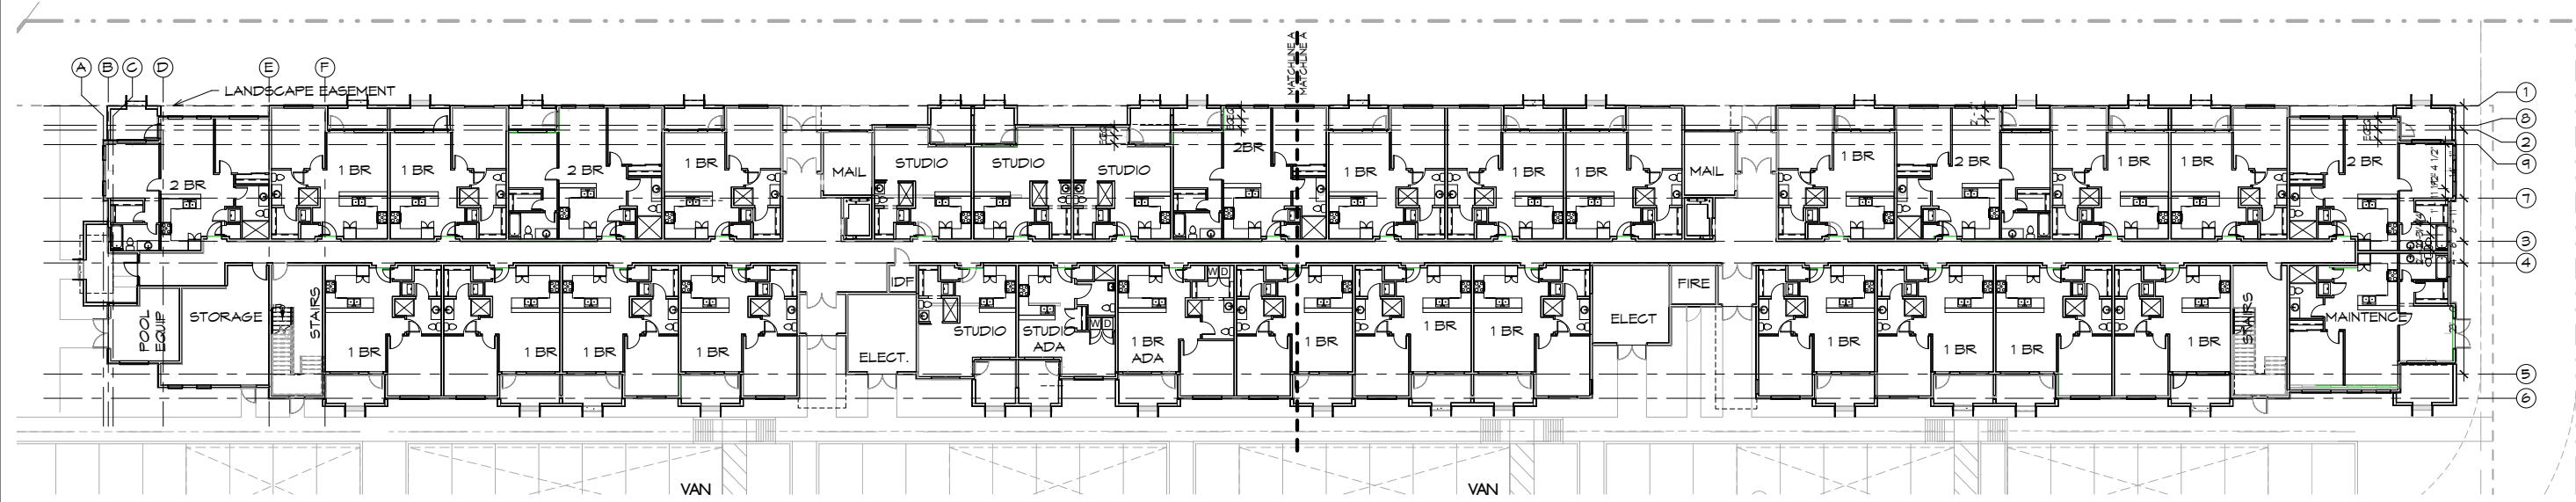 MATCHLINE A
MATCHLINE A
A B C D E F
LANDSCAPE EASEMENT
1
8
2
9
7
3
4
5
6
2 BR
1 BR
1 BR
2 BR
1 BR
MAIL
STUDIO
STUDIO
STUDIO
2BR
1 BR
1 BR
1 BR
MAIL
1 BR
2 BR
1 BR
1 BR
2 BR
POOL
EQUIP
STORAGE
STAIRS
1 BR
1 BR
1 BR
1 BR
IDF
ELECT.
STUDIO
STUDIO
ADA
W D
W D
1 BR
ADA
1 BR
1 BR
1 BR
ELECT
FIRE
1 BR
1 BR
1 BR
1 BR
STAIRS
MAINTENCE
VAN
VAN